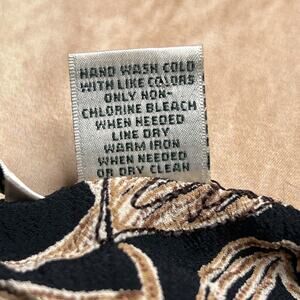 HAND WASH COLD
WITH LIKE COLORS
ONLY NON-
CHLORINE BLEACH
WHEN NEEDED
LINE DRY
WARM IRON
WHEN NEEDED
OR DRY CLEAN